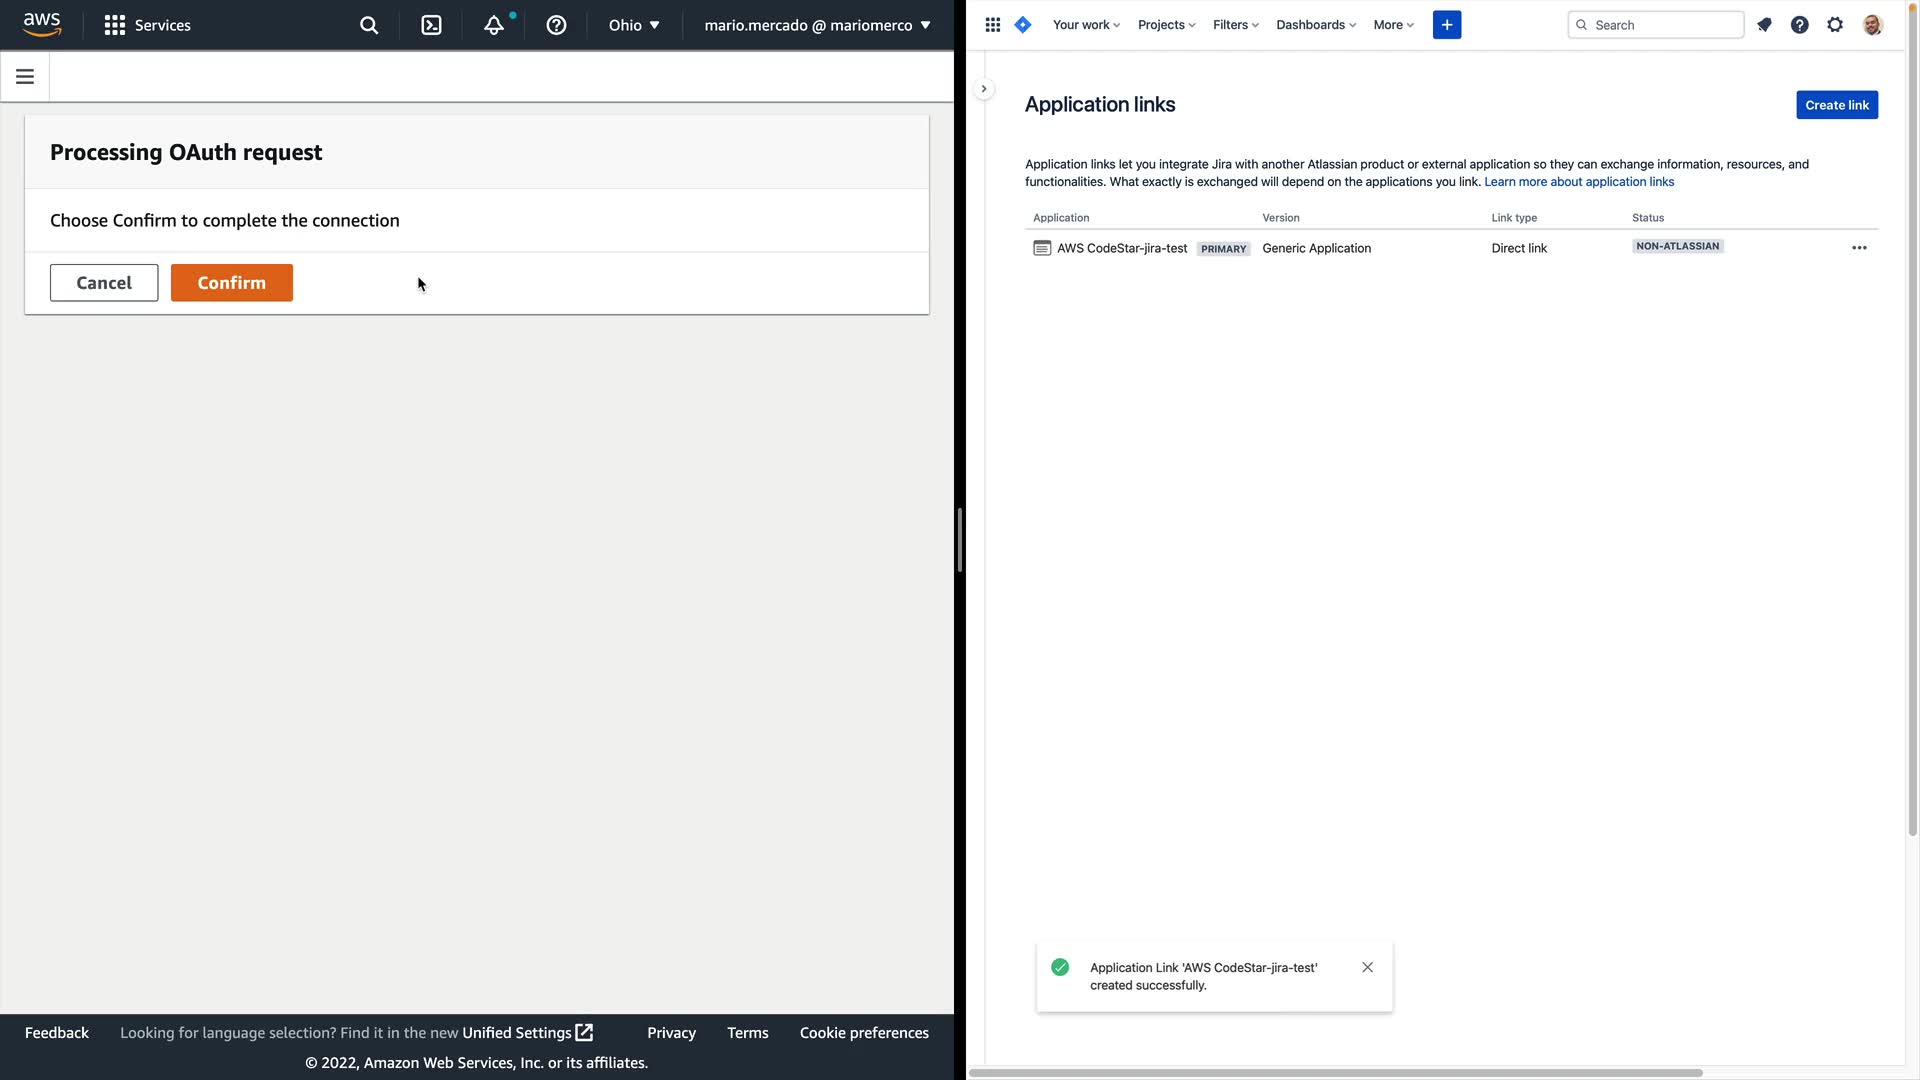 aws
Services
Ohio
mario.mercado @ mariomerco
Processing OAuth request
Choose Confirm to complete the connection
Cancel
Confirm
Feedback
Looking for language selection? Find it in the new Unified Settings
Privacy
Terms
Cookie preferences
© 2022, Amazon Web Services, Inc. or its affiliates.
Your work
Projects
Filters
Dashboards
More
Search
Application links
Create link
Application links let you integrate Jira with another Atlassian product or external application so they can exchange information, resources, and
functionalities. What exactly is exchanged will depend on the applications you link. Learn more about application links
Application Version Link type Status
AWS CodeStar-jira-test PRIMARY Generic Application Direct link NON-ATLASSIAN
Application Link 'AWS CodeStar-jira-test'
created successfully.